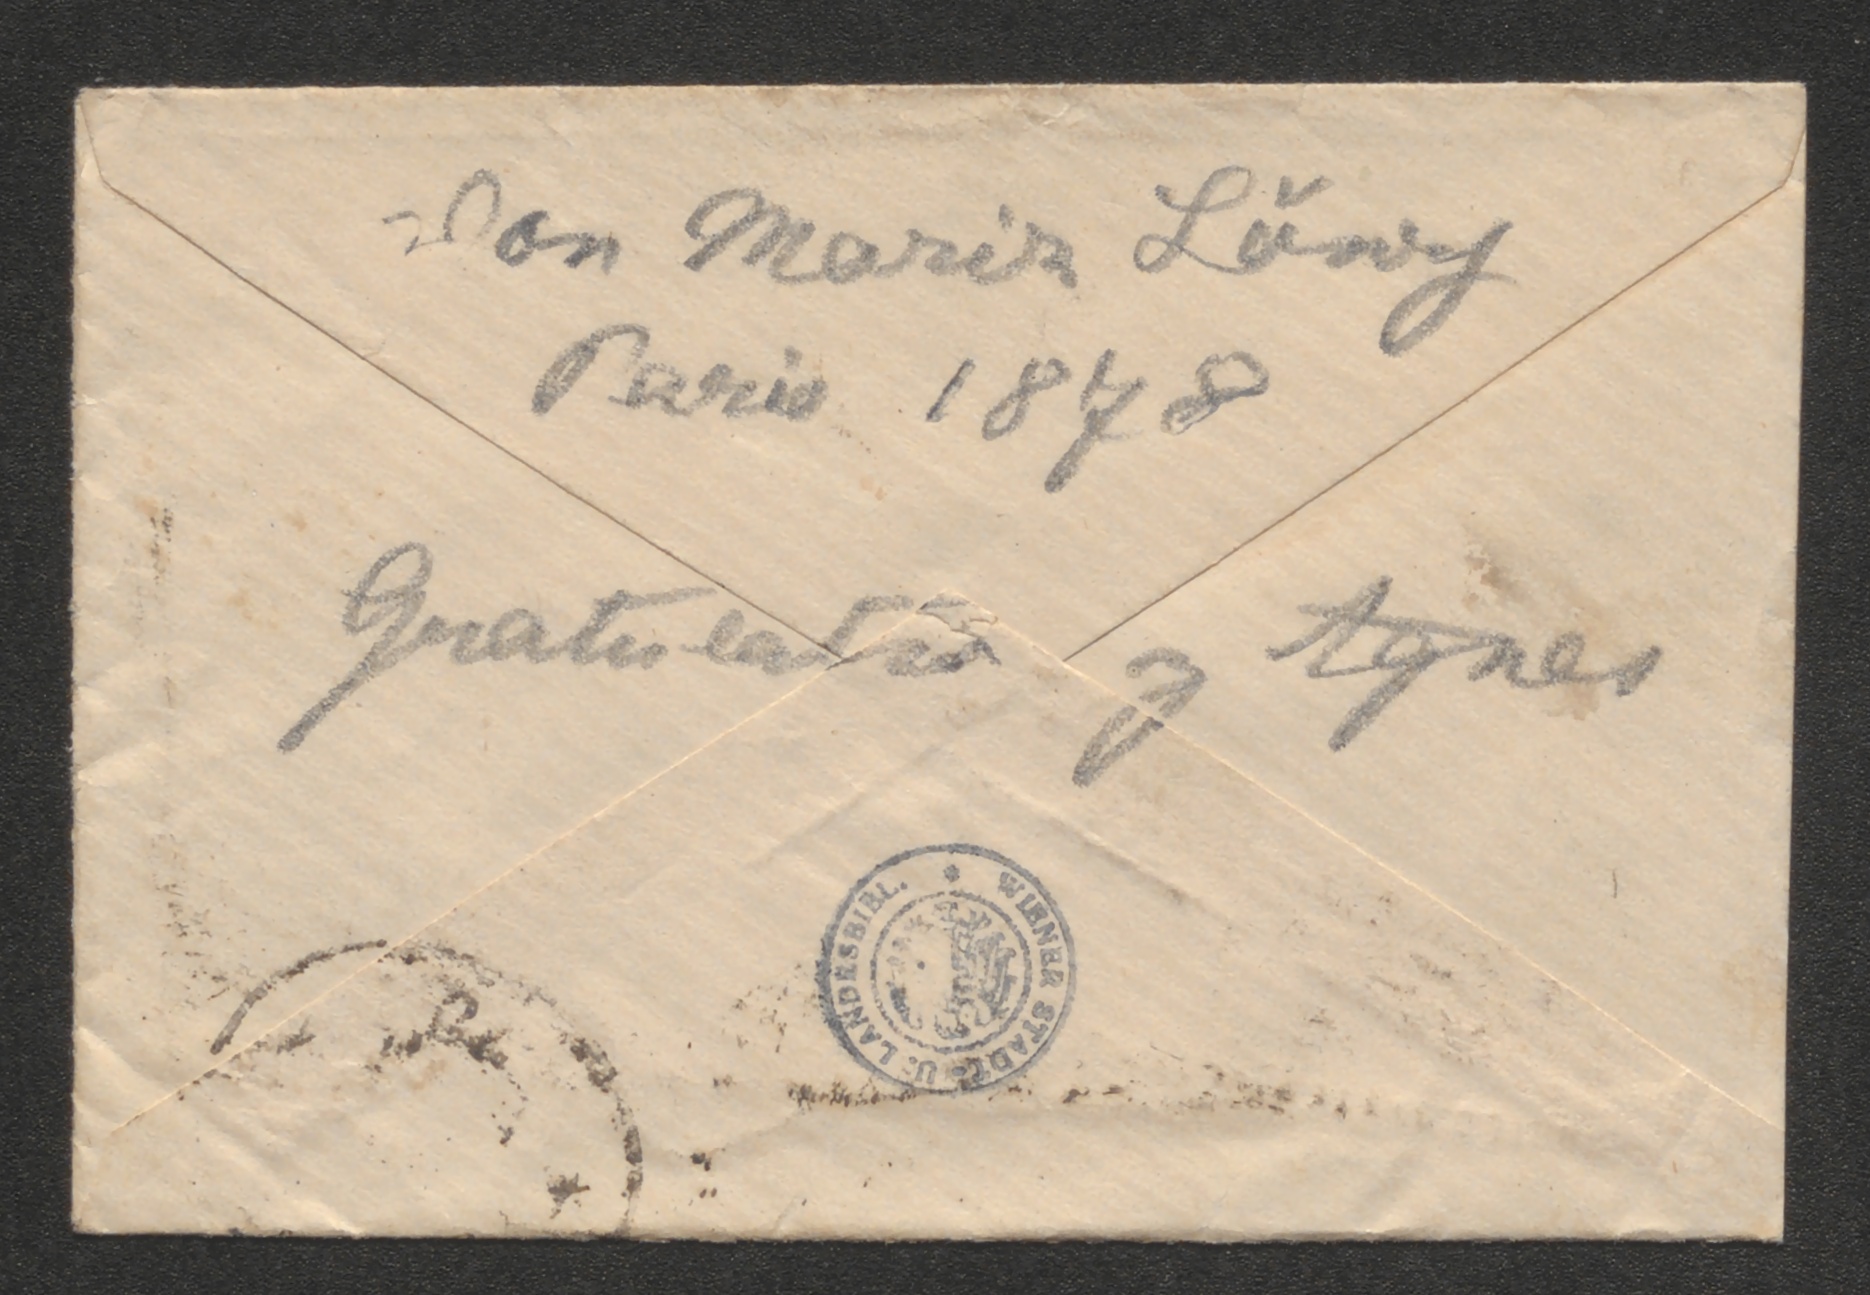 Von Marie Löwy
Paris 1878
Gratulation z Agnes
WIENER STADT- U. LANDESBIBL.